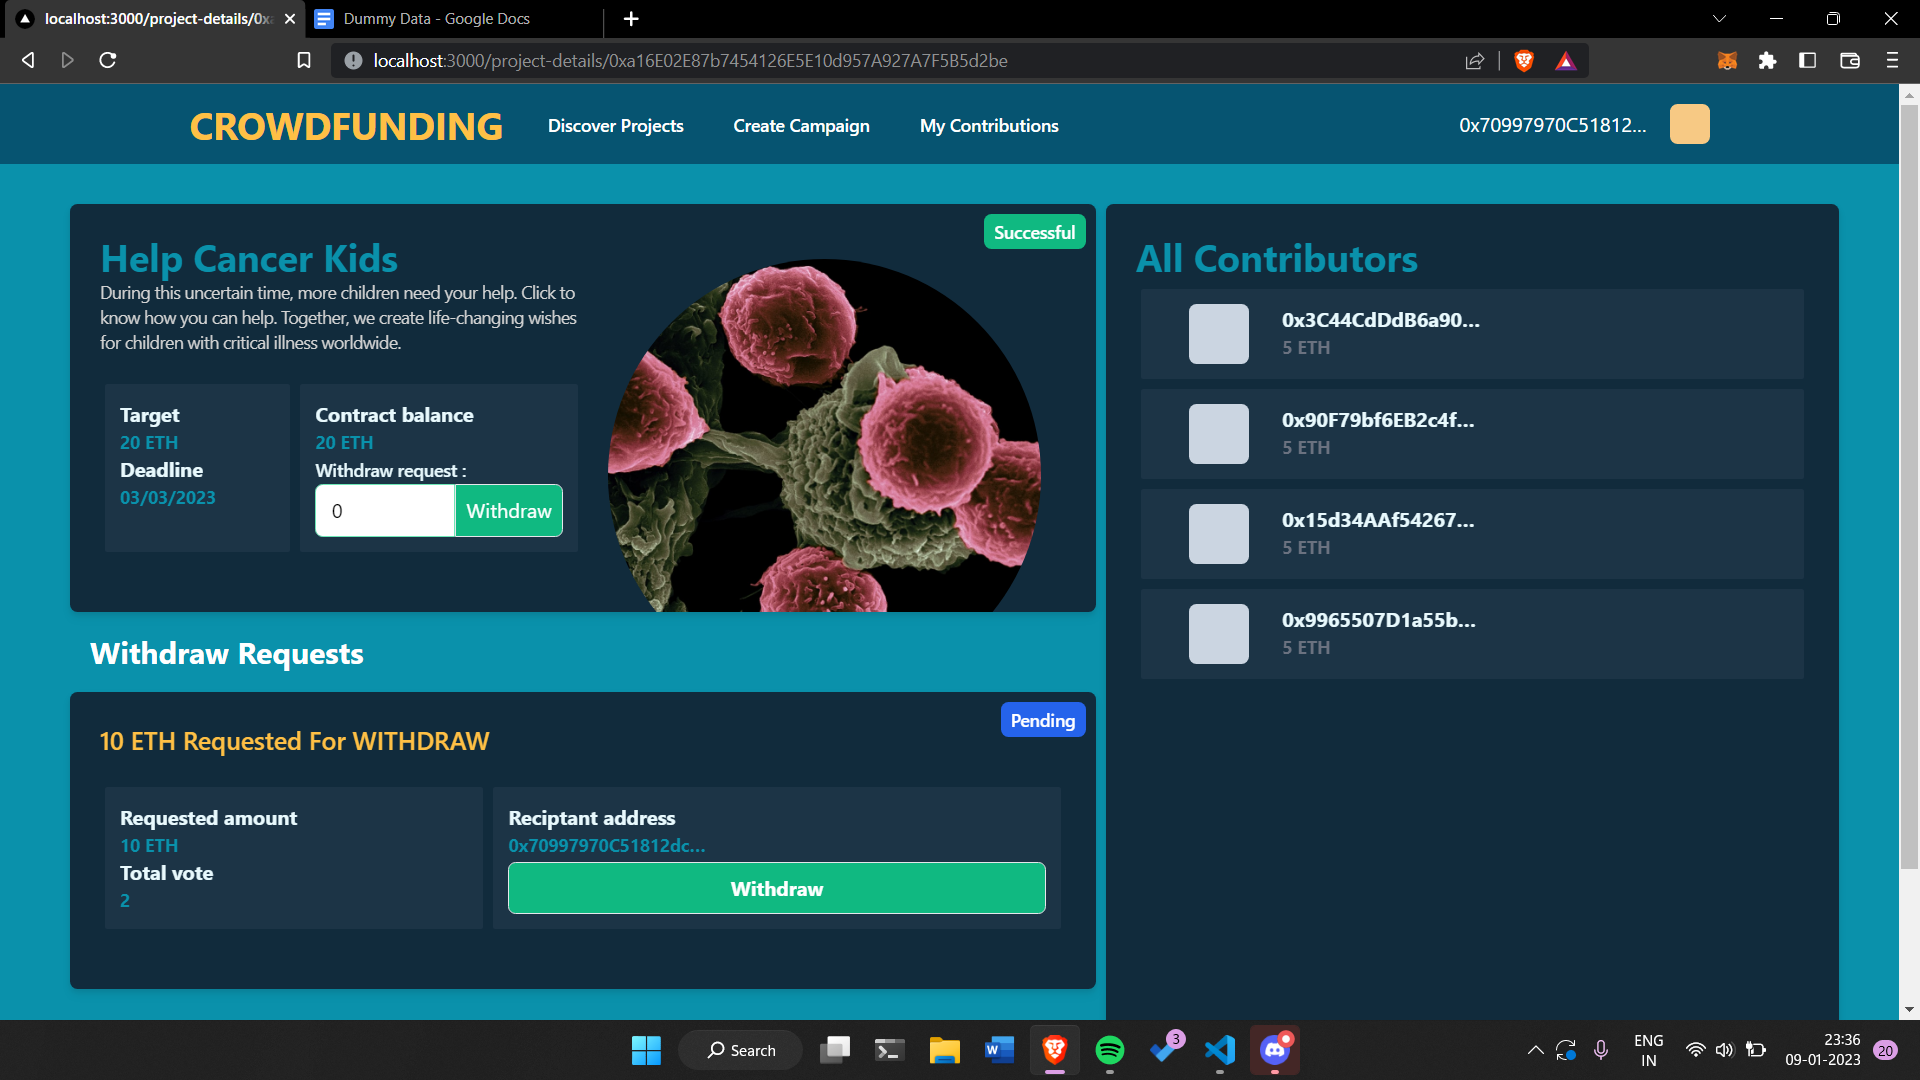 localhost:3000/project-details/0xa
Dummy Data - Google Docs
localhost:3000/project-details/0xa16E02E87b7454126E5E10d957A927A7F5B5d2be
CROWDFUNDING
Discover Projects
Create Campaign
My Contributions
0x70997970C51812...
Successful
Help Cancer Kids
During this uncertain time, more children need your help. Click to
know how you can help. Together, we create life-changing wishes
for children with critical illness worldwide.
Target
20 ETH
Deadline
03/03/2023
Contract balance
20 ETH
Withdraw request :
0
Withdraw
Withdraw Requests
Pending
10 ETH Requested For WITHDRAW
Requested amount
10 ETH
Total vote
2
Reciptant address
0x70997970C51812dc...
Withdraw
All Contributors
0x3C44CdDdB6a90...
5 ETH
0x90F79bf6EB2c4f...
5 ETH
0x15d34AAf54267...
5 ETH
0x9965507D1a55b...
5 ETH
Search
W
3
ENG
IN
23:36
09-01-2023
20